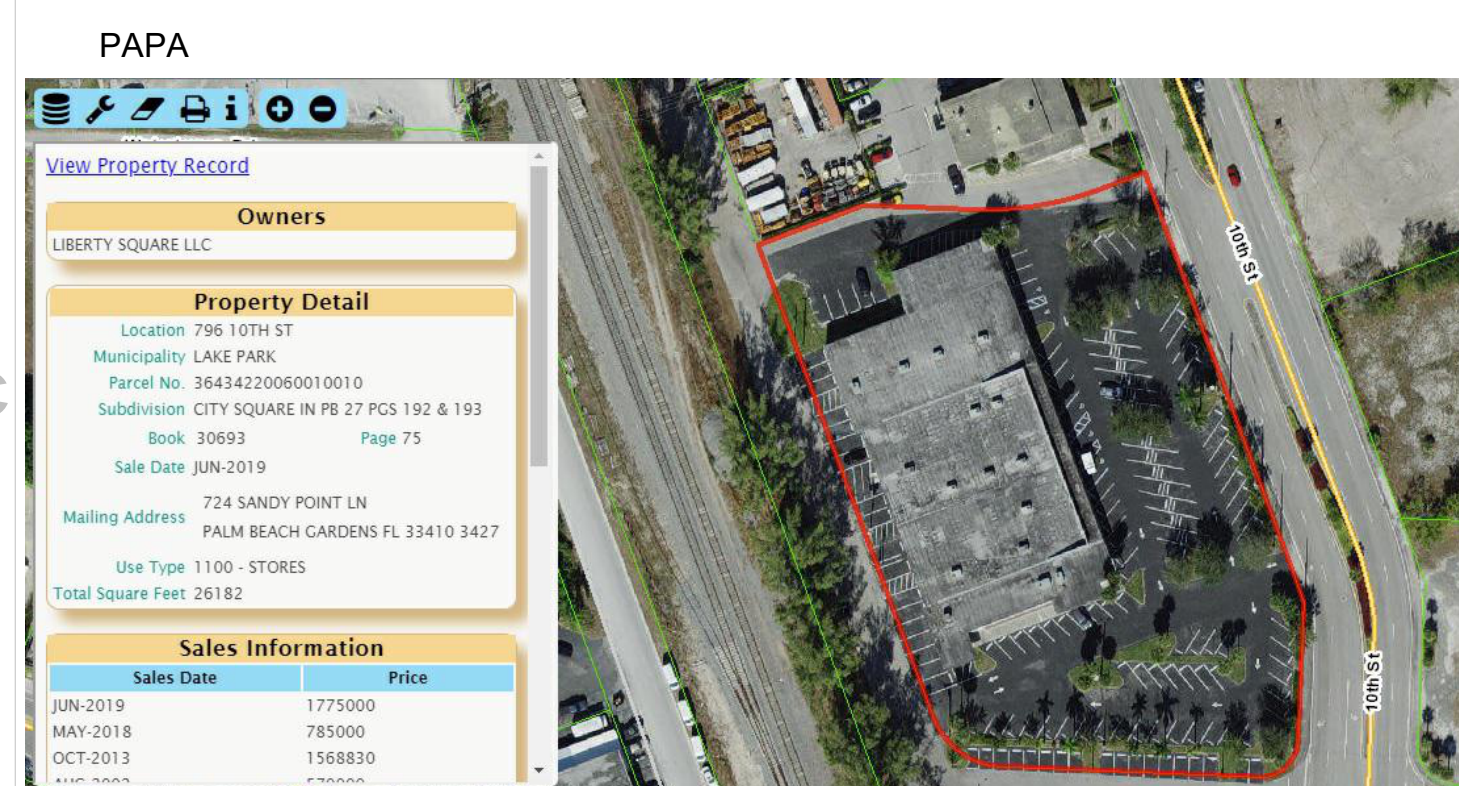 PAPA
View Property Record
Owners
LIBERTY SQUARE LLC
Property Detail
Location 796 10TH ST
Municipality LAKE PARK
Parcel No. 36434220060010010
Subdivision CITY SQUARE IN PB 27 PGS 192 & 193
Book 30693 Page 75
Sale Date JUN-2019
Mailing Address 724 SANDY POINT LN
PALM BEACH GARDENS FL 33410 3427
Use Type 1100 - STORES
Total Square Feet 26182
Sales Information
Sales Date Price
JUN-2019 1775000
MAY-2018 785000
OCT-2013 1568830
10th St
10th St